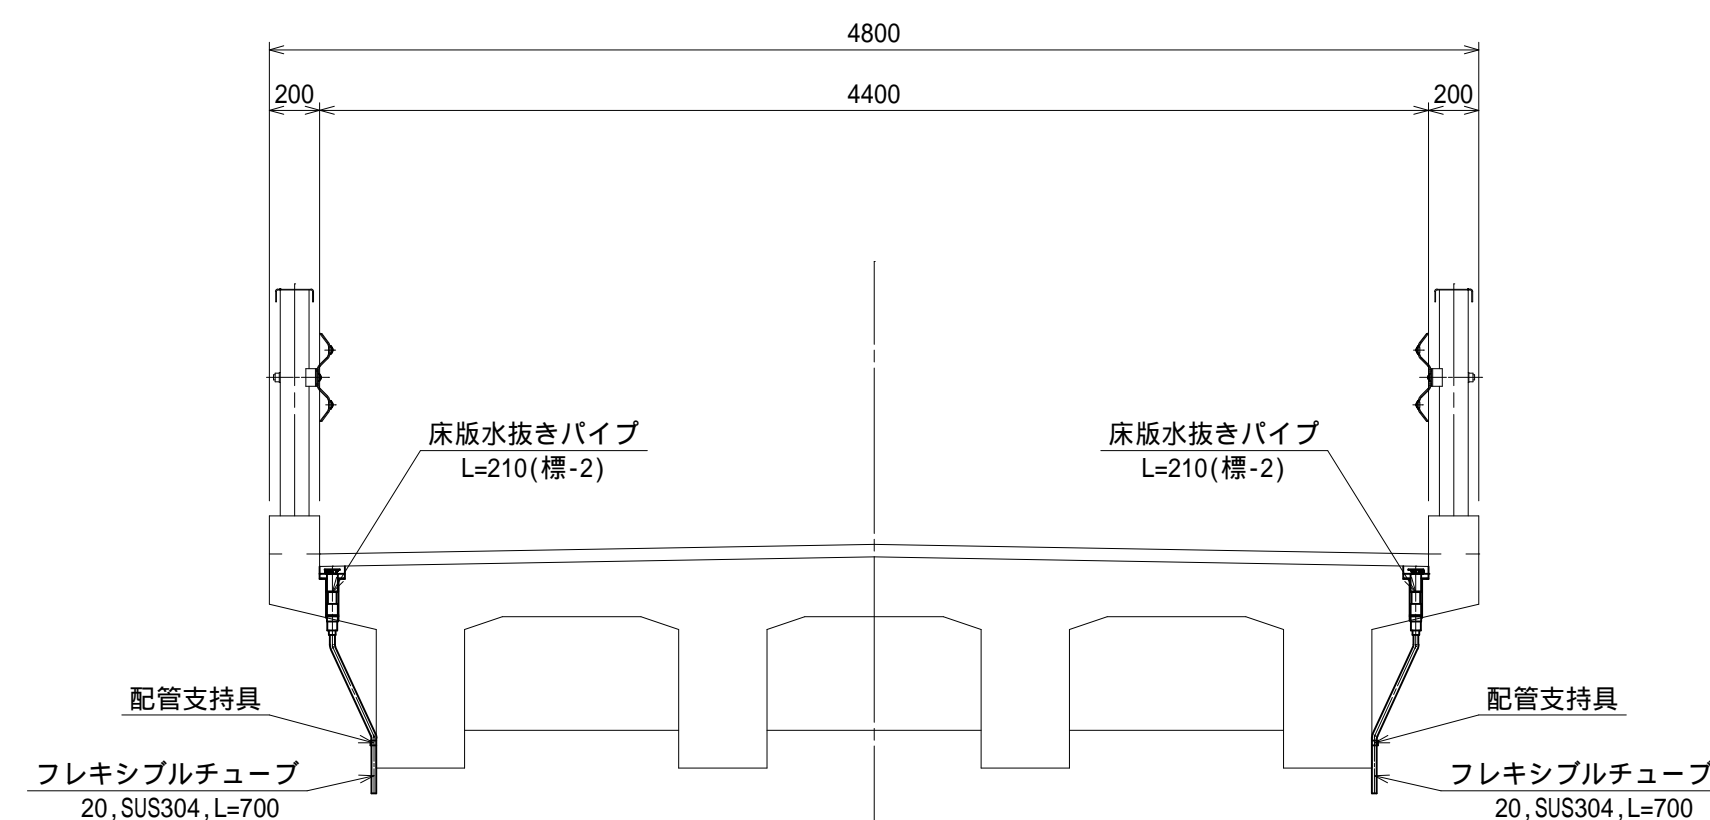 4800
200
4400
200
床版水抜きパイプ
L=210(標-2)
床版水抜きパイプ
L=210(標-2)
配管支持具
配管支持具
フレキシブルチューブ
20,SUS304,L=700
フレキシブルチューブ
20,SUS304,L=700